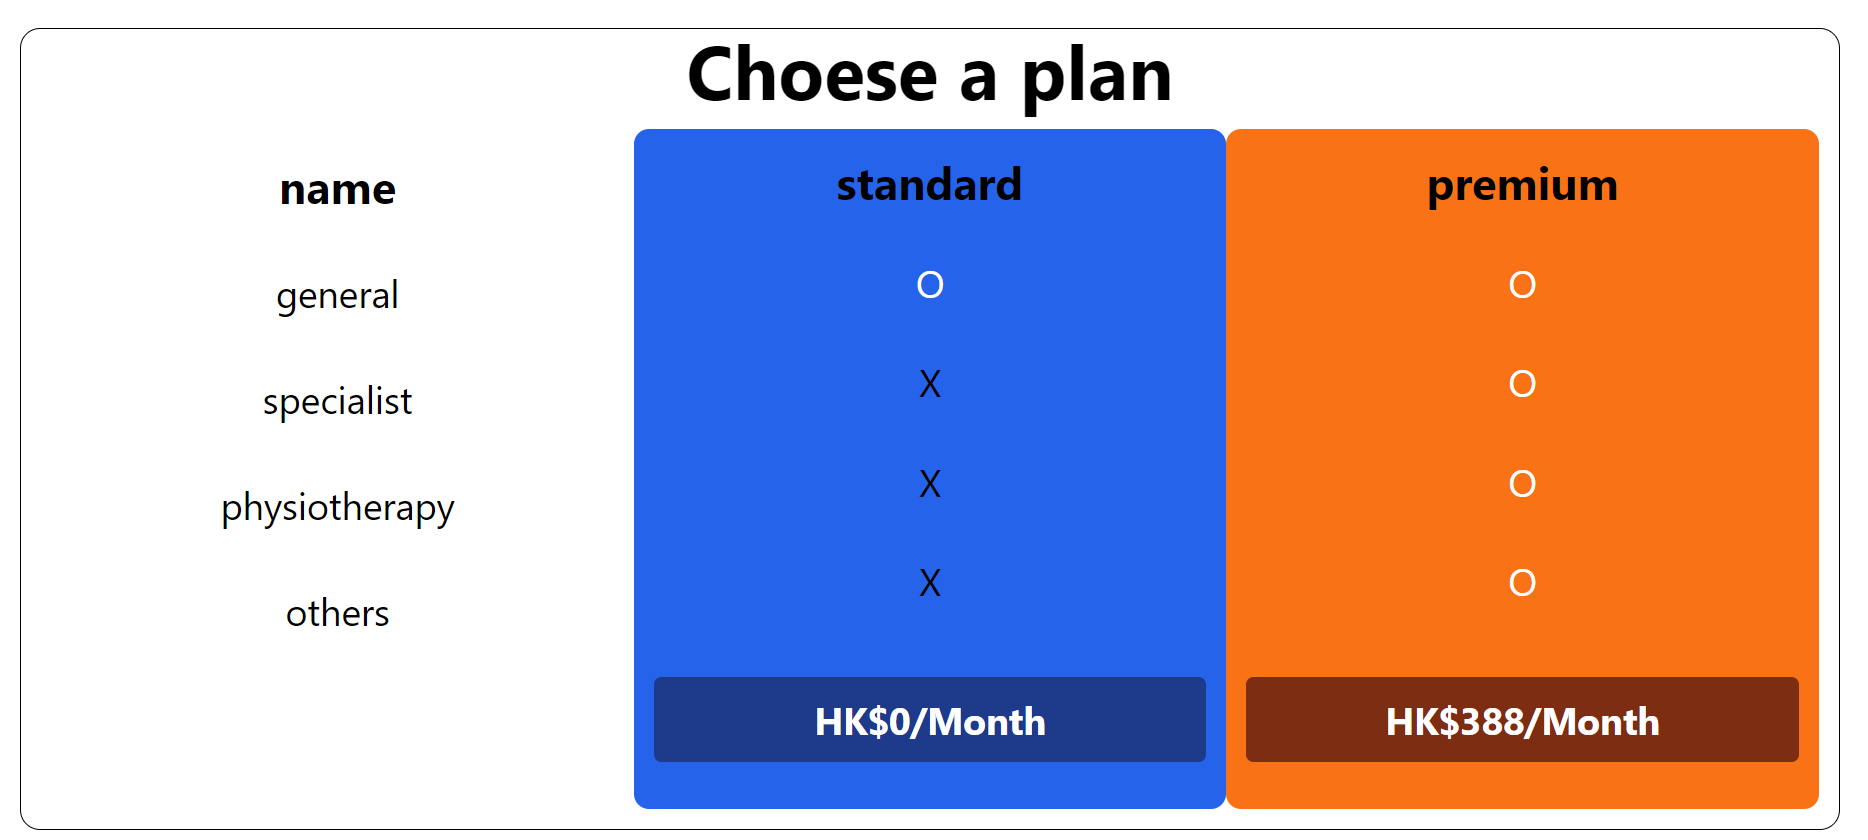 Choese a plan
name standard premium
general O O
specialist X O
physiotherapy X O
others X O
HK$0/Month HK$388/Month